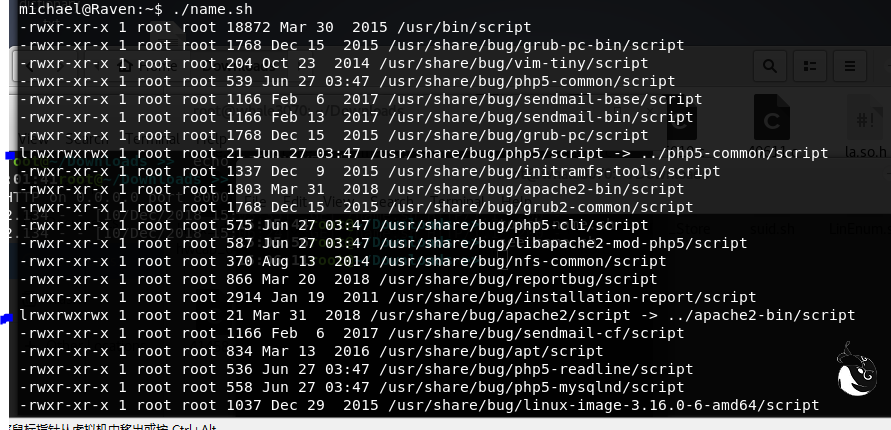 michael@Raven:~$ ./name.sh
-rwxr-xr-x 1 root root 18872 Mar 30  2015 /usr/bin/script
-rwxr-xr-x 1 root root 1768 Dec 15  2015 /usr/share/bug/grub-pc-bin/script
-rwxr-xr-x 1 root root 204 Oct 23  2014 /usr/share/bug/vim-tiny/script
-rwxr-xr-x 1 root root 539 Jun 27 03:47 /usr/share/bug/php5-common/script
-rwxr-xr-x 1 root root 1166 Feb  6  2017 /usr/share/bug/sendmail-base/script
-rwxr-xr-x 1 root root 1166 Feb 13  2017 /usr/share/bug/sendmail-bin/script
-rwxr-xr-x 1 root root 1768 Dec 15  2015 /usr/share/bug/grub-pc/script
lrwxrwxrwx 1 root root 21 Jun 27 03:47 /usr/share/bug/php5/script -> ../php5-common/script
-rwxr-xr-x 1 root root 1337 Dec  9  2015 /usr/share/bug/initramfs-tools/script
-rwxr-xr-x 1 root root 1803 Mar 31  2018 /usr/share/bug/apache2-bin/script
-rwxr-xr-x 1 root root 1768 Dec 15  2015 /usr/share/bug/grub2-common/script
-rwxr-xr-x 1 root root 575 Jun 27 03:47 /usr/share/bug/php5-cli/script
-rwxr-xr-x 1 root root 587 Jun 27 03:47 /usr/share/bug/libapache2-mod-php5/script
-rwxr-xr-x 1 root root 370 Aug 13  2014 /usr/share/bug/nfs-common/script
-rwxr-xr-x 1 root root 866 Mar 20  2018 /usr/share/bug/reportbug/script
-rwxr-xr-x 1 root root 2914 Jan 19  2011 /usr/share/bug/installation-report/script
lrwxrwxrwx 1 root root 21 Mar 31  2018 /usr/share/bug/apache2/script -> ../apache2-bin/script
-rwxr-xr-x 1 root root 1166 Feb  6  2017 /usr/share/bug/sendmail-cf/script
-rwxr-xr-x 1 root root 834 Mar 13  2016 /usr/share/bug/apt/script
-rwxr-xr-x 1 root root 536 Jun 27 03:47 /usr/share/bug/php5-readline/script
-rwxr-xr-x 1 root root 558 Jun 27 03:47 /usr/share/bug/php5-mysqlnd/script
-rwxr-xr-x 1 root root 1037 Dec 29  2015 /usr/share/bug/linux-image-3.16.0-6-amd64/script